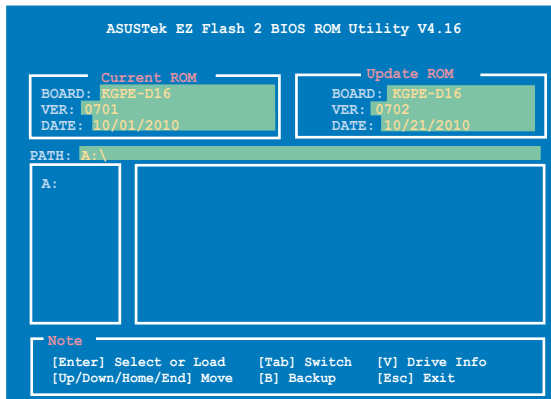 ASUSTek EZ Flash 2 BIOS ROM Utility V4.16
Current ROM
BOARD: KGPE-D16
VER: 0701
DATE: 10/01/2010
Update ROM
BOARD: KGPE-D16
VER: 0702
DATE: 10/21/2010
PATH: A:\
A:
Note
[Enter] Select or Load [Tab] Switch [V] Drive Info
[Up/Down/Home/End] Move [B] Backup [Esc] Exit